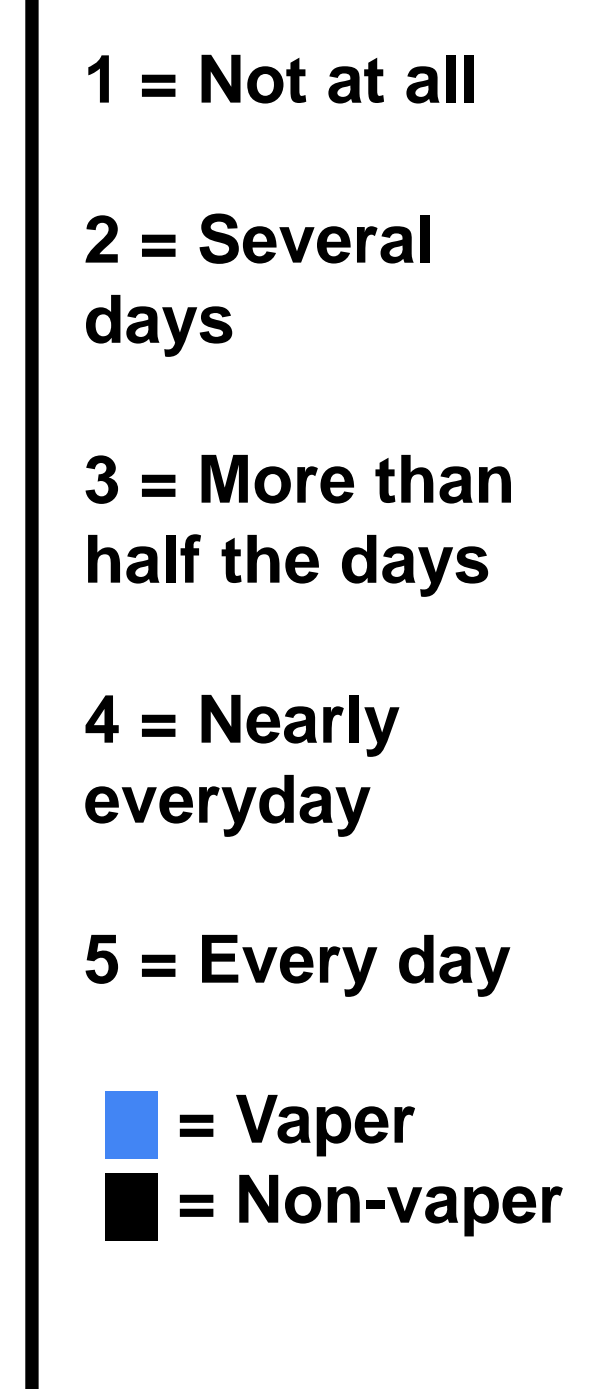 1 = Not at all
2 = Several
days
3 = More than
half the days
4 = Nearly
everyday
5 = Every day
= Vaper
= Non-vaper